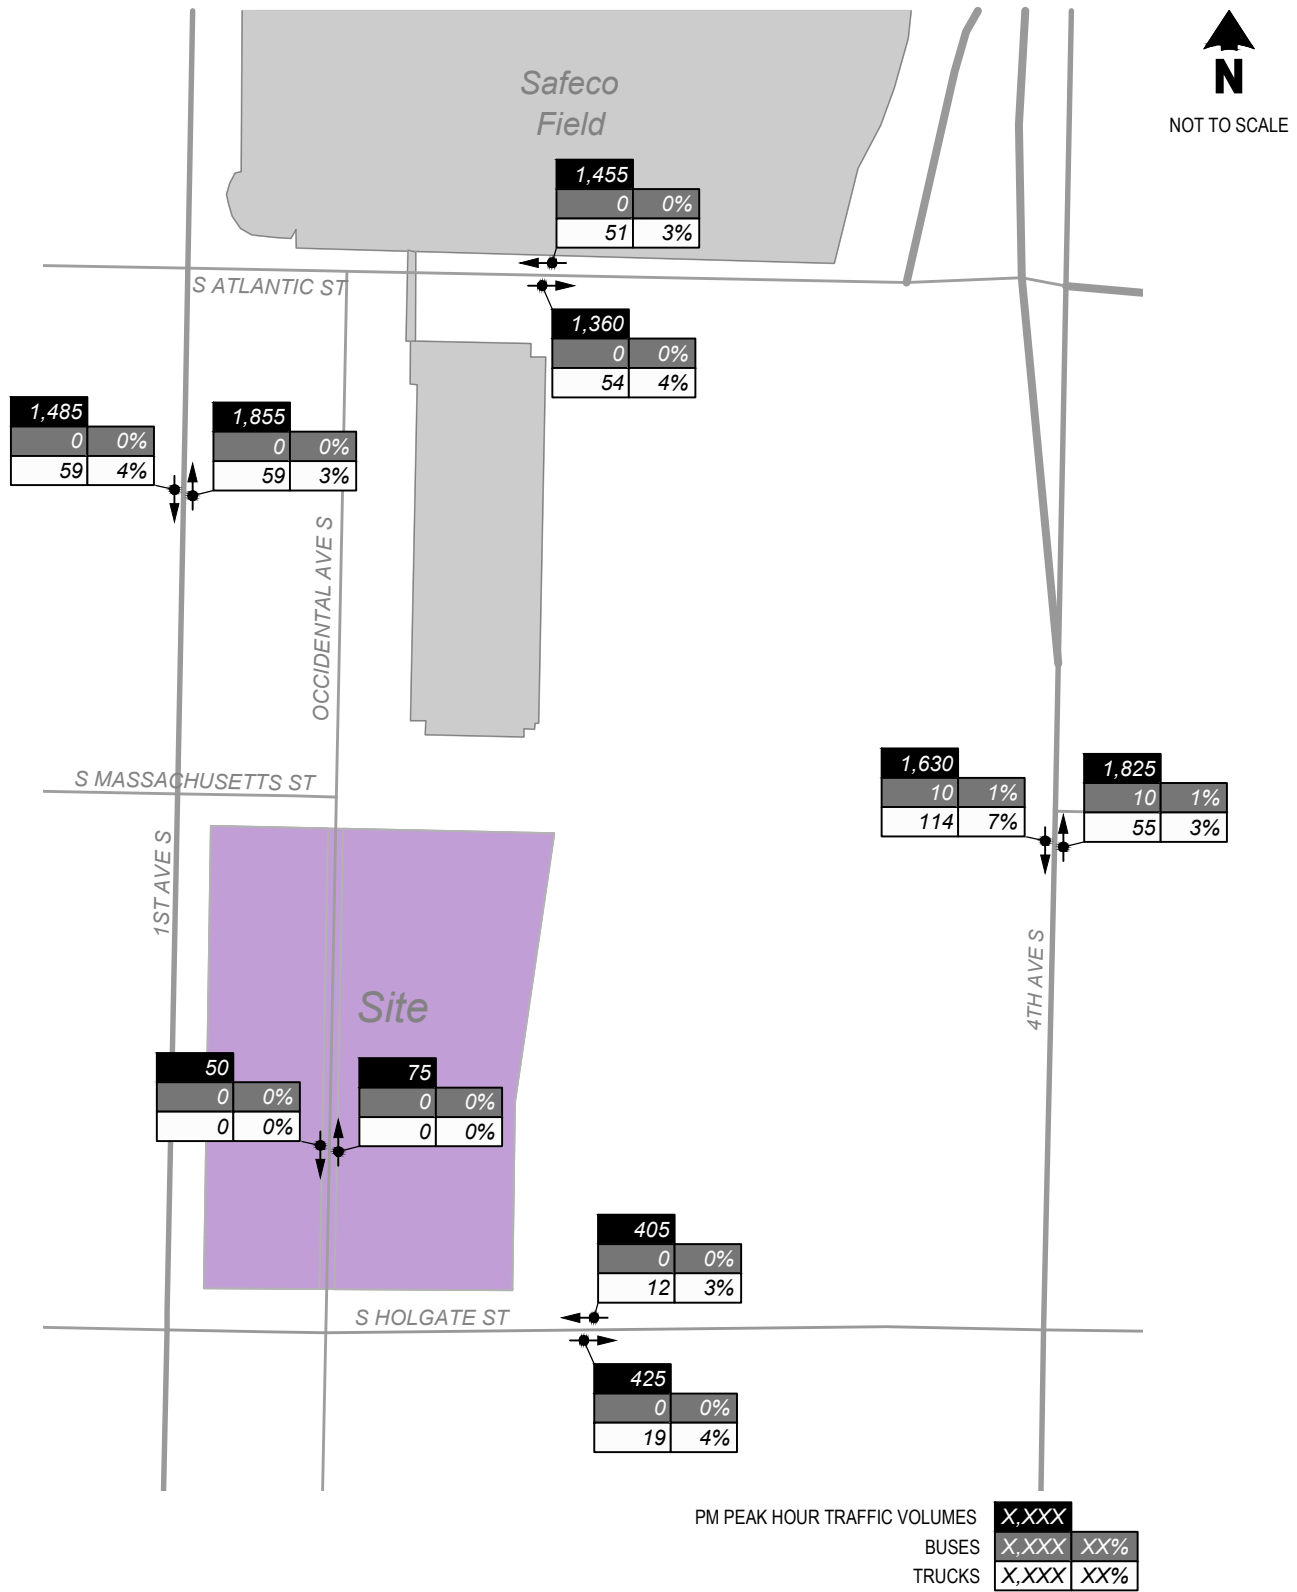 Safeco
Field
N
NOT TO SCALE
1,455
0 0%
51 3%
S ATLANTIC ST
1,360
0 0%
54 4%
1,485
0 0%
59 4%
1,855
0 0%
59 3%
OCCIDENTAL AVE S
S MASSACHUSETTS ST
1,630
10 1%
114 7%
1,825
10 1%
55 3%
1ST AVE S
4TH AVE S
Site
50
0 0%
0 0%
75
0 0%
0 0%
405
0 0%
12 3%
S HOLGATE ST
425
0 0%
19 4%
PM PEAK HOUR TRAFFIC VOLUMES X,XXX
BUSES X,XXX XX%
TRUCKS X,XXX XX%